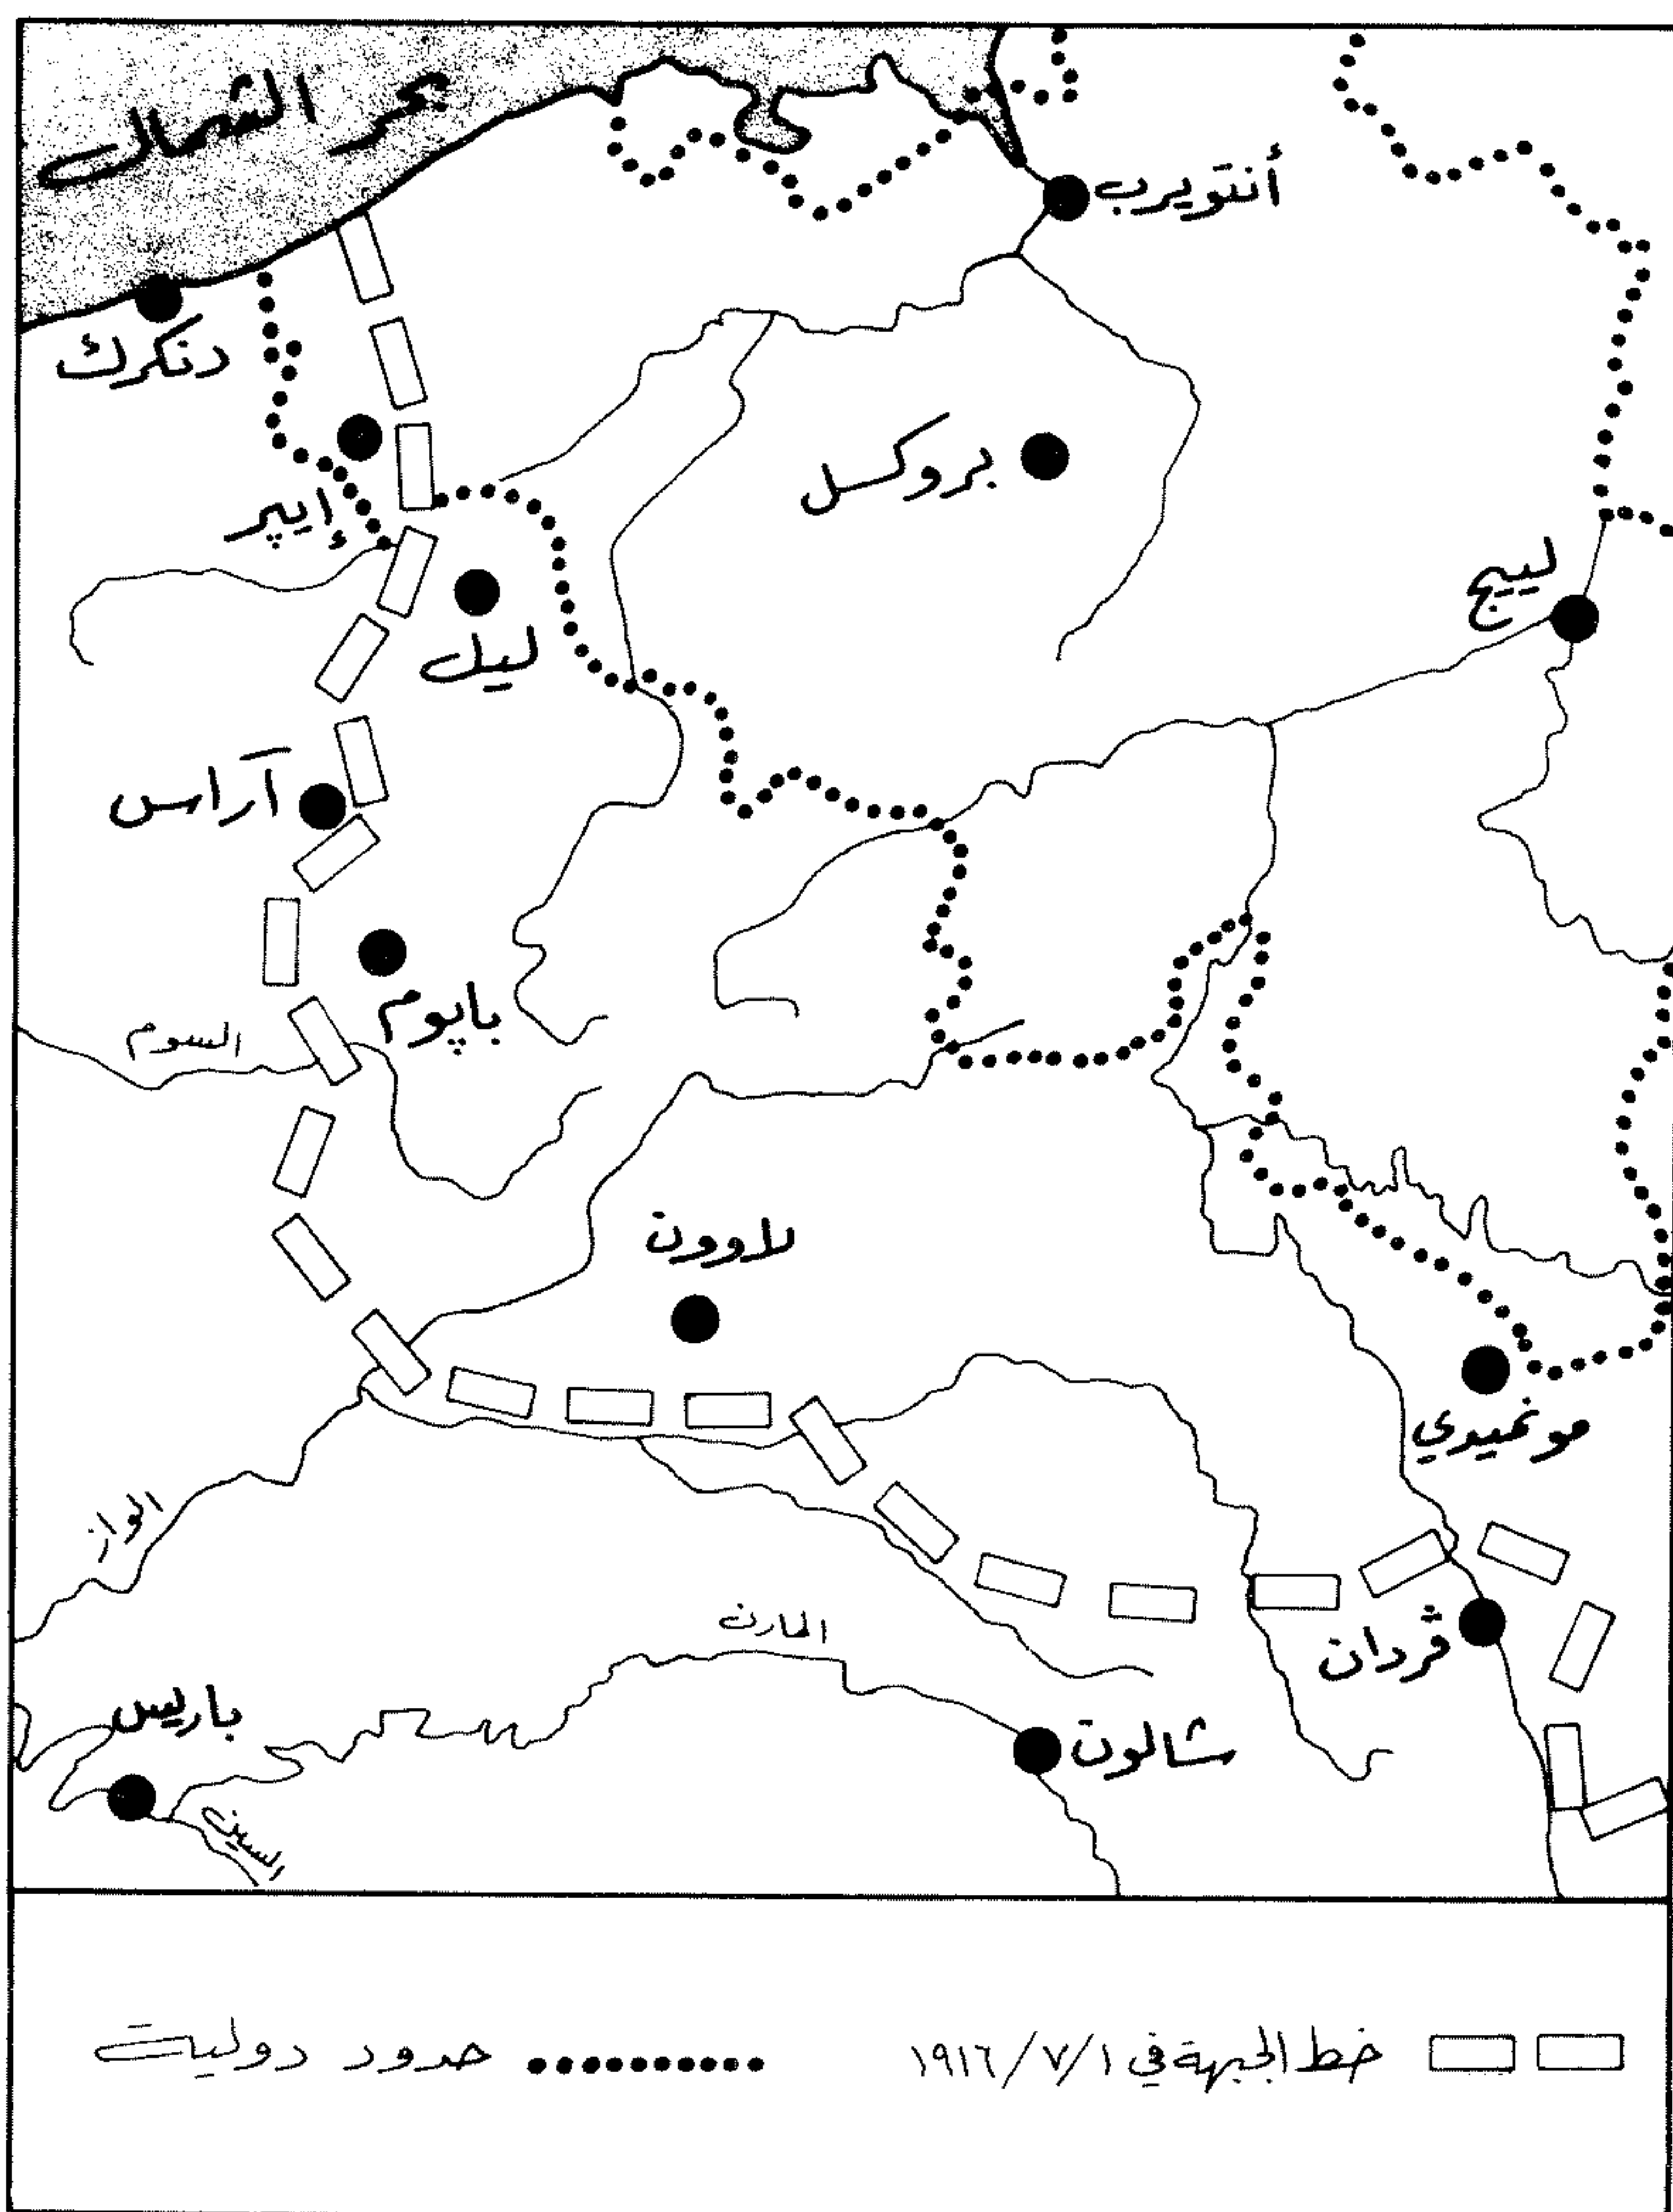 بحر الشمال
أنتويرب
دنكرك
بروكسل
إيپر
لييج
ليل
آراس
باپوم
السوم
لاوون
مونميدي
الواز
المارن
ڤردان
باريس
شالون
السين
خط الجبهة في ١٩١٦/٧/١
حدود دولية